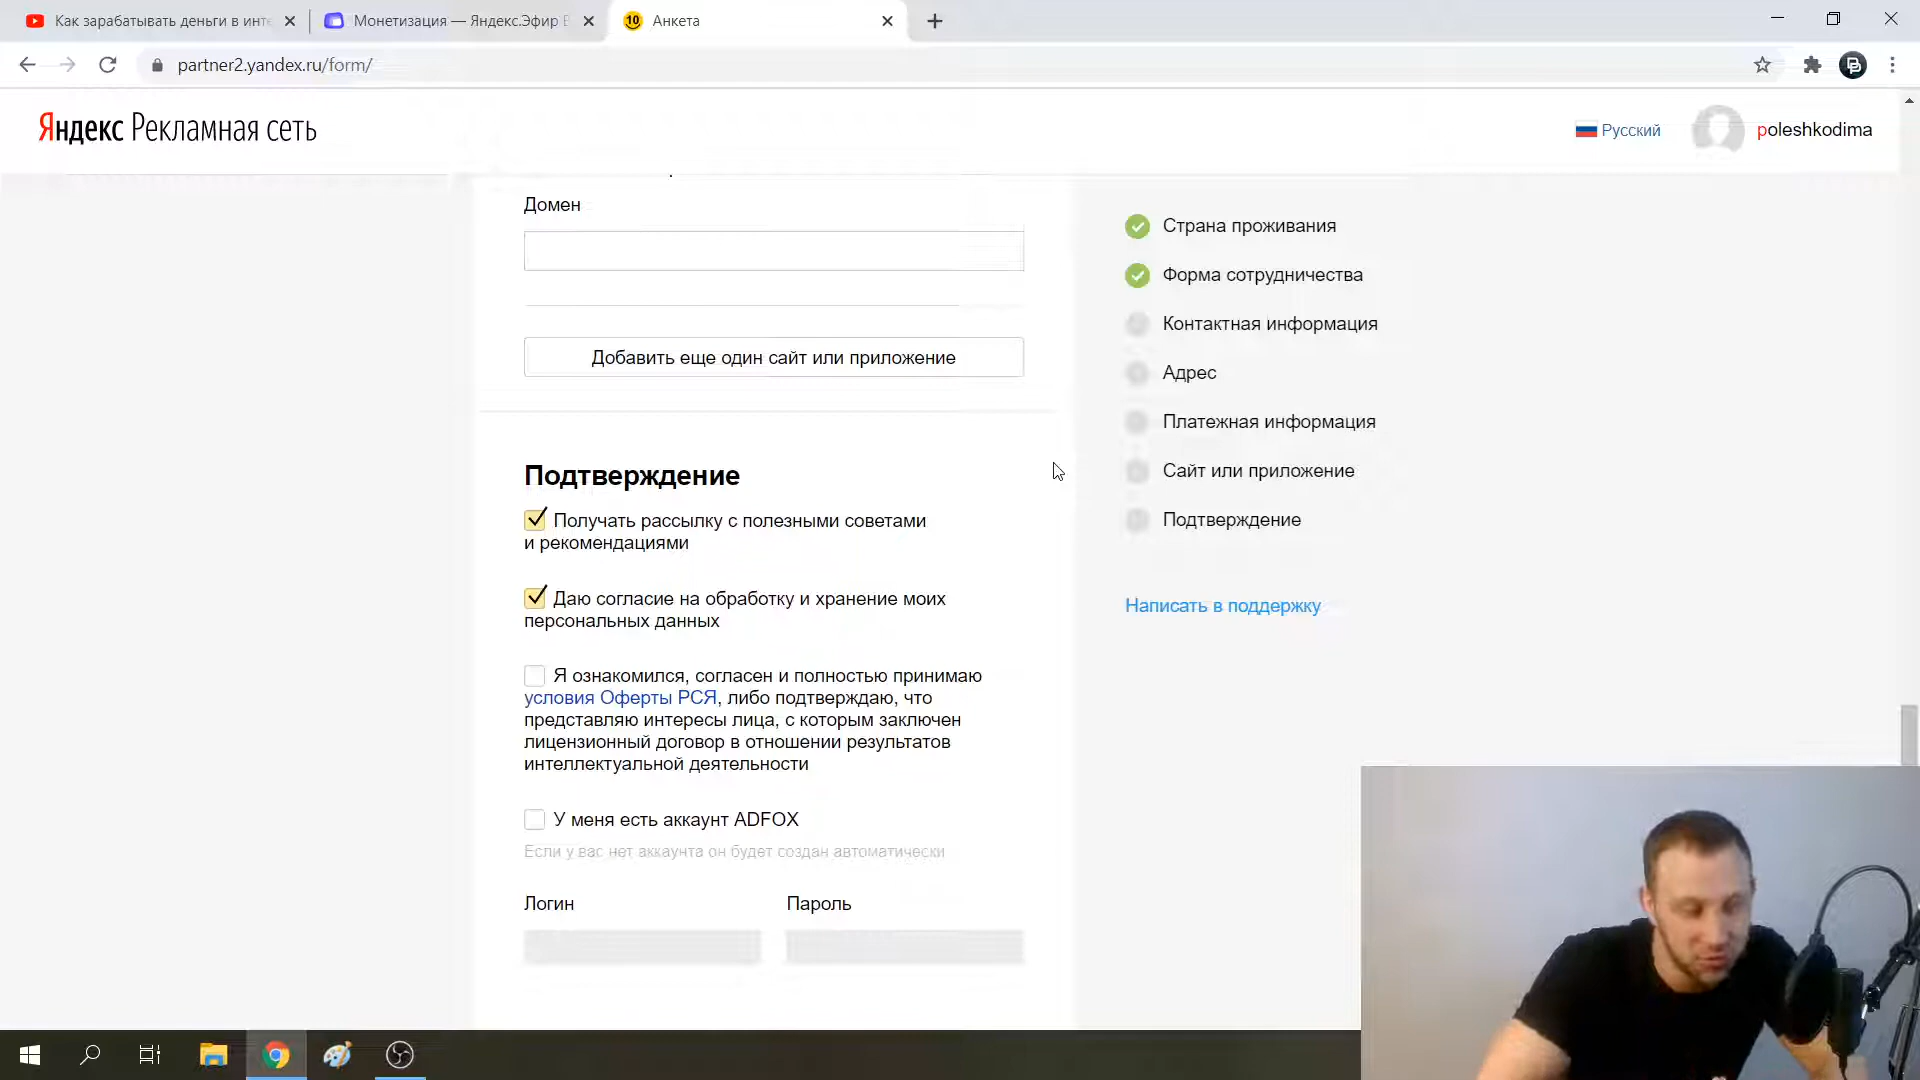 Как зарабатывать деньги в инте
Монетизация — Яндекс.Эфир
Анкета
partner2.yandex.ru/form/
Яндекс Рекламная сеть
Русский
poleshkodima
Домен
Добавить еще один сайт или приложение
Подтверждение
Получать рассылку с полезными советами
и рекомендациями
Даю согласие на обработку и хранение моих
персональных данных
Я ознакомился, согласен и полностью принимаю
условия Оферты РСЯ, либо подтверждаю, что
представляю интересы лица, с которым заключен
лицензионный договор в отношении результатов
интеллектуальной деятельности
У меня есть аккаунт ADFOX
Если у вас нет аккаунта он будет создан автоматически
Логин
Пароль
Страна проживания
Форма сотрудничества
Контактная информация
Адрес
Платежная информация
Сайт или приложение
Подтверждение
Написать в поддержку